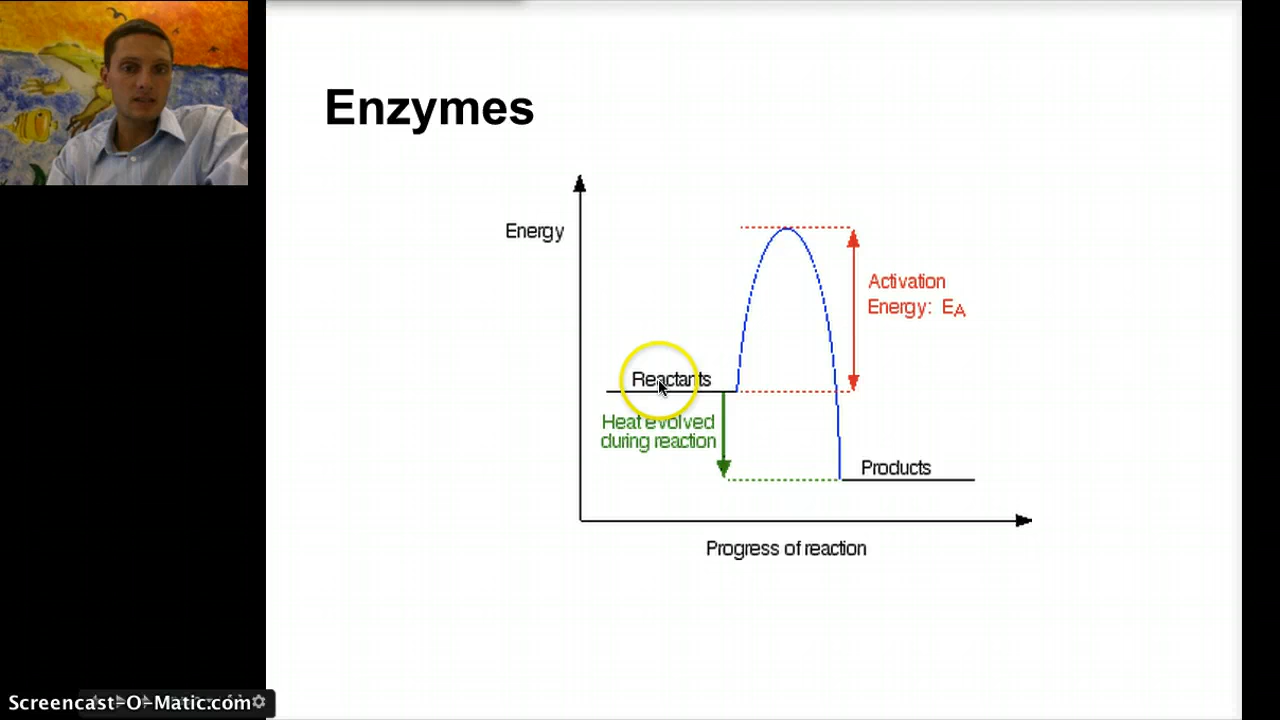 Enzymes
Energy
Activation
Energy: EA
Reactants
Heat evolved
during reaction
Products
Progress of reaction
Screencast-O-Matic.com